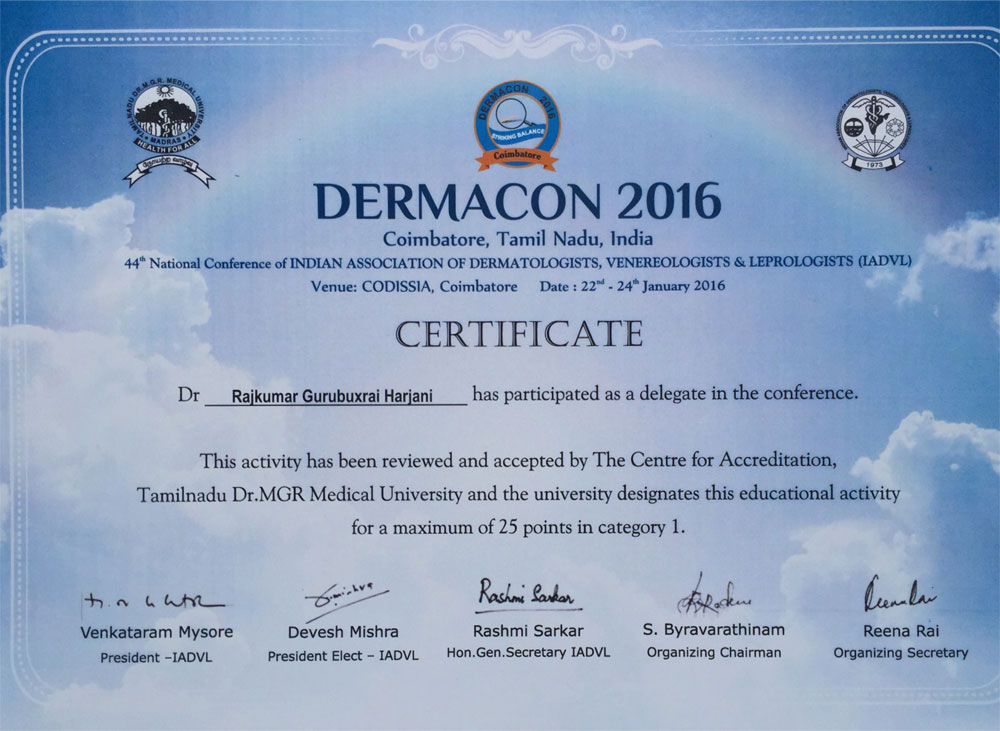 TAMILNADU DR.M.G.R. MEDICAL UNIVERSITY
MADRAS
HEALTH FOR ALL
DERMACON 2016
STRIKING BALANCE
Coimbatore
1973
DERMACON 2016
Coimbatore, Tamil Nadu, India
44th National Conference of INDIAN ASSOCIATION OF DERMATOLOGISTS, VENEREOLOGISTS & LEPROLOGISTS (IADVL)
Venue: CODISSIA, Coimbatore Date : 22nd - 24th January 2016
CERTIFICATE
Dr Rajkumar Gurubuxrai Harjani has participated as a delegate in the conference.
This activity has been reviewed and accepted by The Centre for Accreditation,
Tamilnadu Dr.MGR Medical University and the university designates this educational activity
for a maximum of 25 points in category 1.
Rashmi Sarkar
Venkataram Mysore Devesh Mishra Rashmi Sarkar S. Byravarathinam Reena Rai
President –IADVL President Elect – IADVL Hon.Gen.Secretary IADVL Organizing Chairman Organizing Secretary